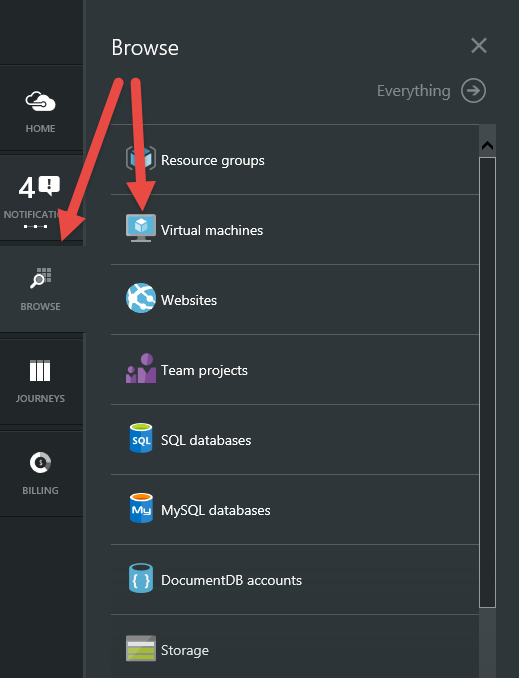 Browse
Everything
HOME
4!
NOTIFICATI
BROWSE
JOURNEYS
BILLING
Resource groups
Virtual machines
Websites
Team projects
SQL SQL databases
My MySQL databases
{ } DocumentDB accounts
Storage